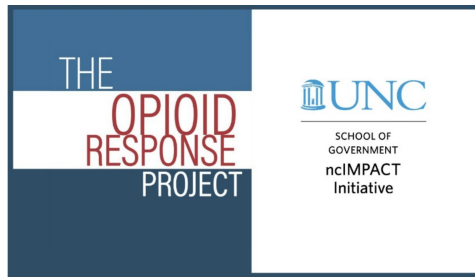 THE
OPIOID
RESPONSE
PROJECT
UNC
SCHOOL OF
GOVERNMENT
ncIMPACT
Initiative